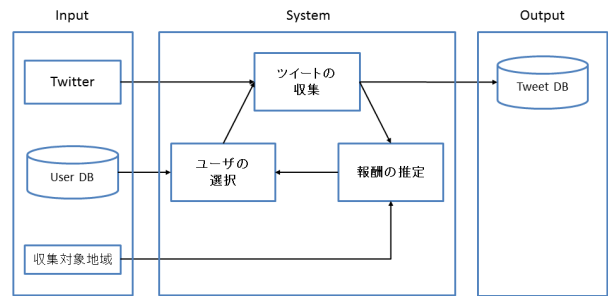 Input
System
Output
Twitter
ツイートの
収集
Tweet DB
User DB
ユーザの
選択
報酬の推定
収集対象地域